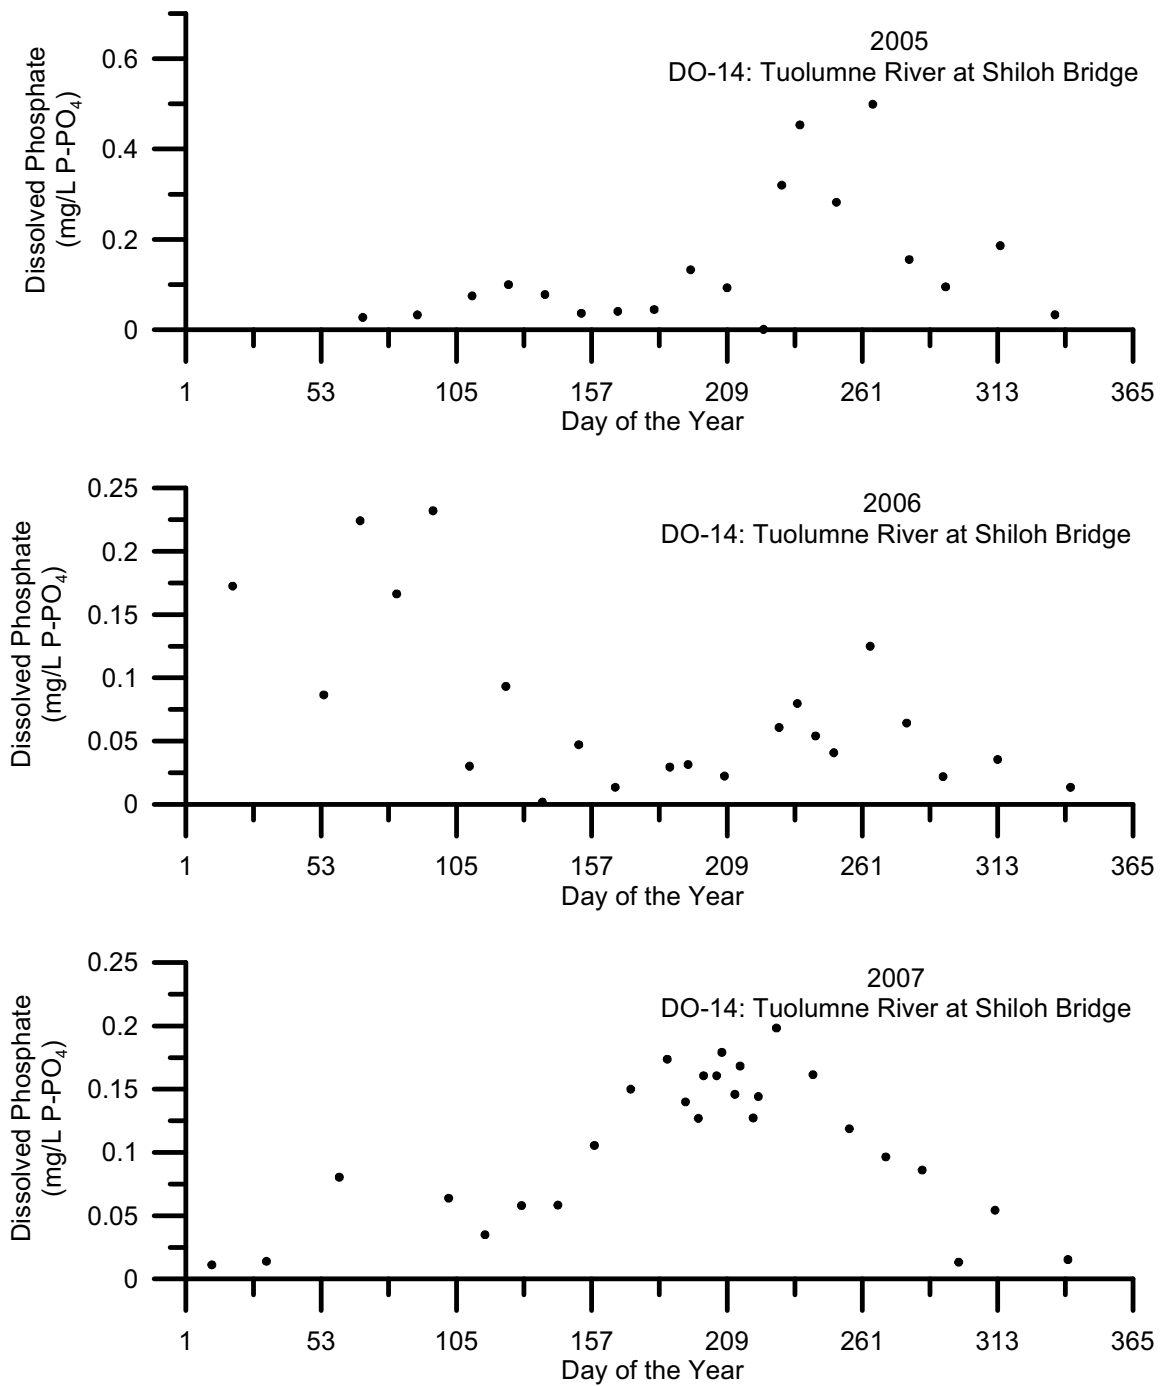 2005
DO-14: Tuolumne River at Shiloh Bridge
Dissolved Phosphate
(mg/L P-PO4)
0.6
0.4
0.2
0
1 53 105 157 209 261 313 365
Day of the Year
2006
DO-14: Tuolumne River at Shiloh Bridge
Dissolved Phosphate
(mg/L P-PO4)
0.25
0.2
0.15
0.1
0.05
0
1 53 105 157 209 261 313 365
Day of the Year
2007
DO-14: Tuolumne River at Shiloh Bridge
Dissolved Phosphate
(mg/L P-PO4)
0.25
0.2
0.15
0.1
0.05
0
1 53 105 157 209 261 313 365
Day of the Year